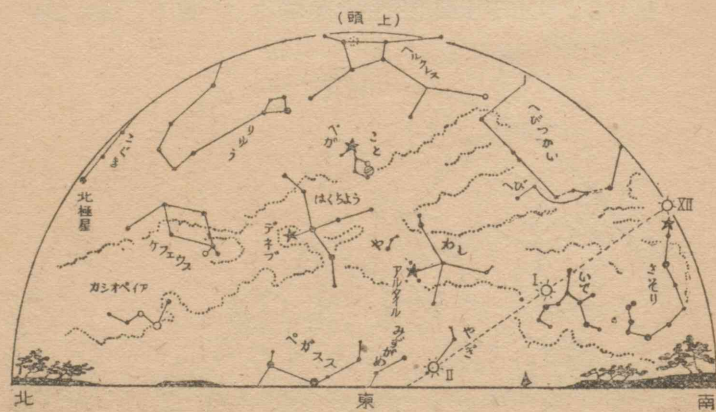 (頭上)
ヘルクレス
こぐま
りゅう
へびつかい
べが
こと
へび
北極星
はくちよう
XII
ケフェウス
デネブ
や
わし
さそり
カシオペイア
アルタイル
I
いて
ペガスス
みずがめ
やぎ
II
北
東
南